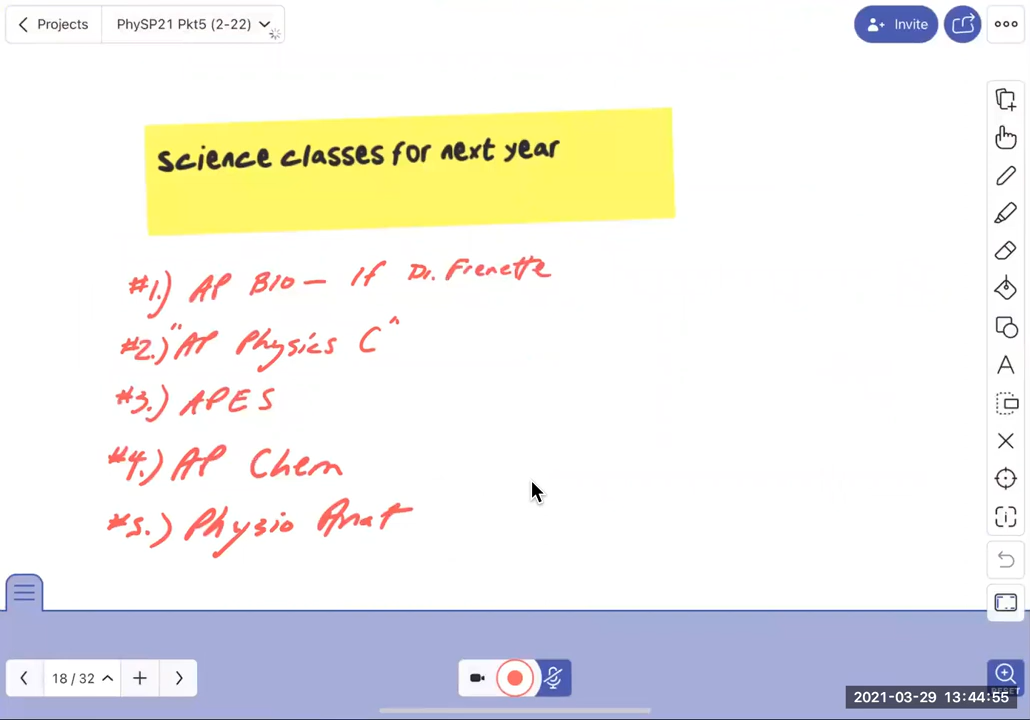 Projects
PhySP21 Pkt5 (2-22)
Invite
science classes for next year
#1.) AP Bio — If Dr. Frenette
#2.) "AP Physics C"
#3.) APES
#4.) AP Chem
#5.) Physio Anat
A
18 / 32
RESET
2021-03-29 13:44:55